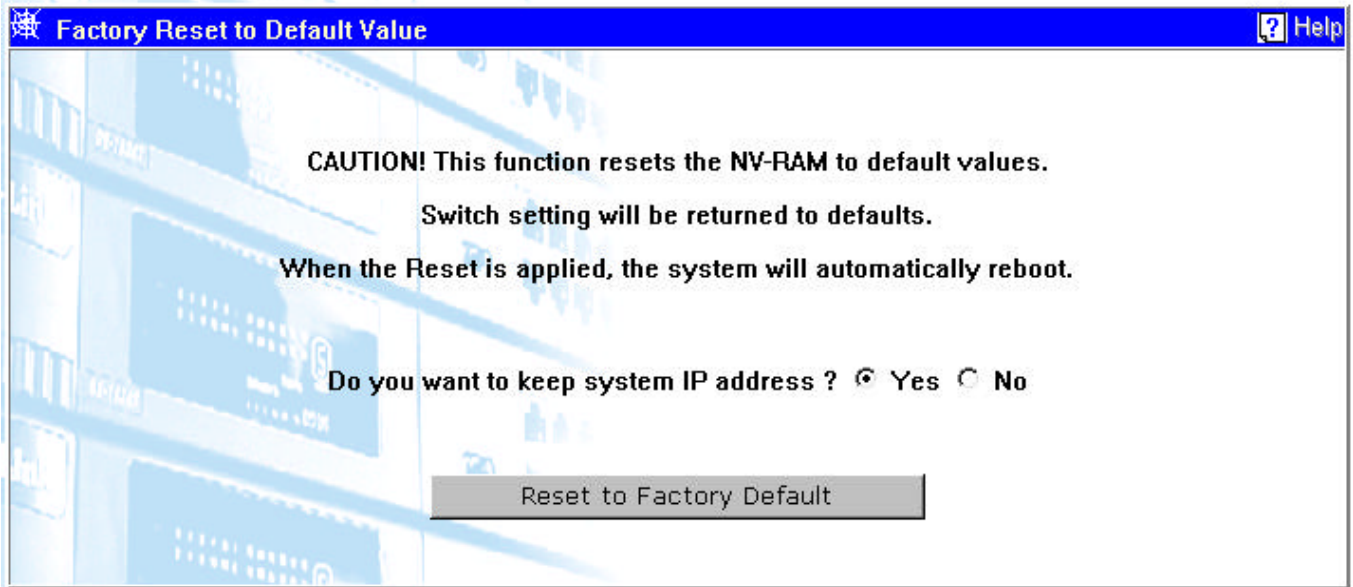 Factory Reset to Default Value
? Help
CAUTION! This function resets the NV-RAM to default values.
Switch setting will be returned to defaults.
When the Reset is applied, the system will automatically reboot.
Do you want to keep system IP address ? Yes No
Reset to Factory Default